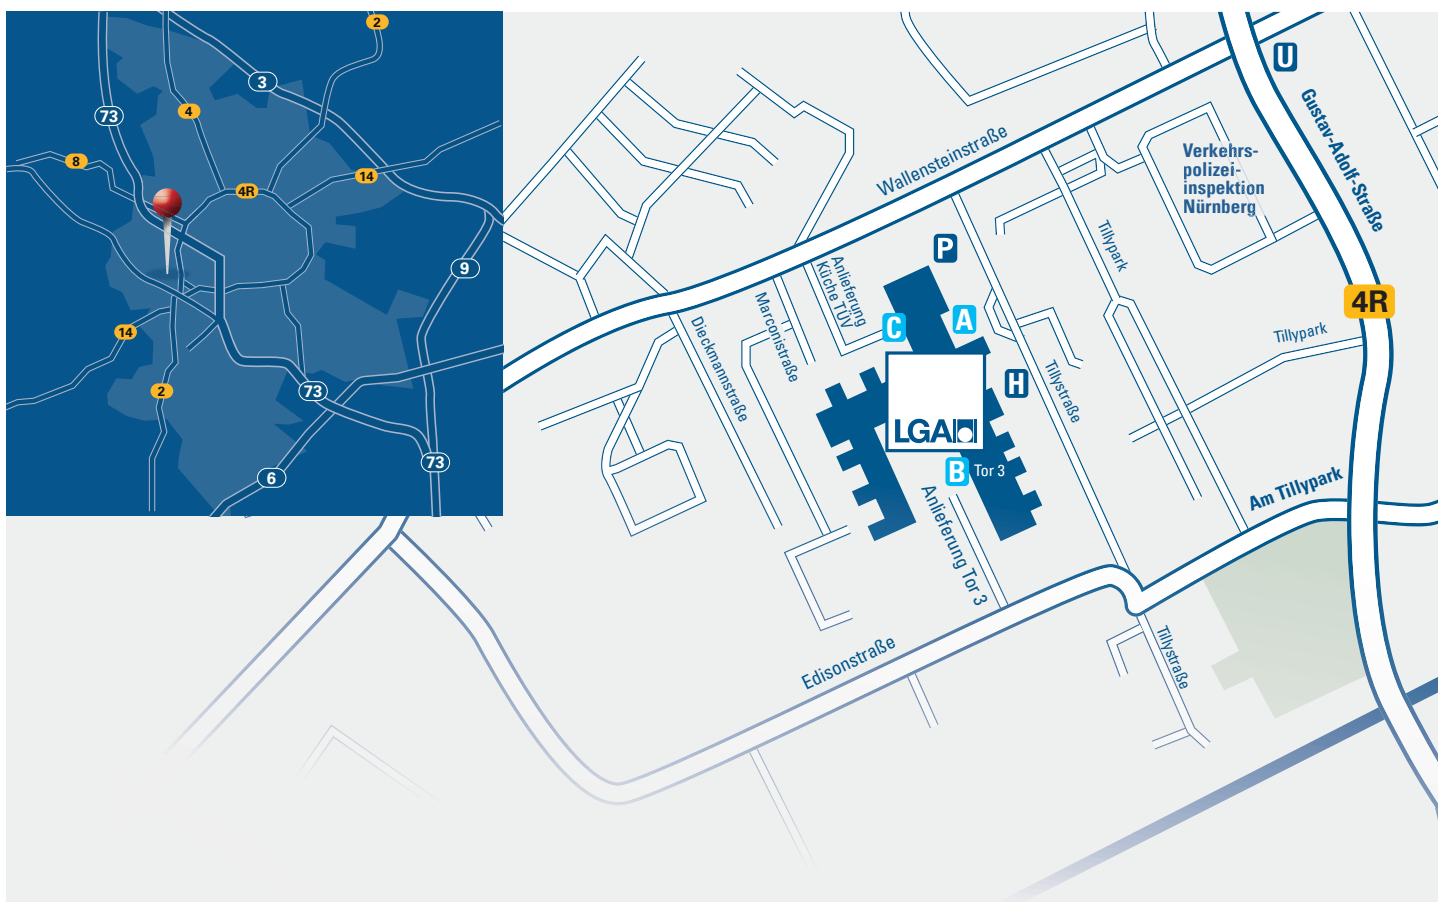 2
3
73
4
8
14
4R
9
14
2
73
73
6
U
Gustav-Adolf-Straße
Wallensteinstraße
Verkehrs-
polizei-
inspektion
Nürnberg
P
Tillypark
Anlieferung
Küche TÜV
4R
A
C
Marconistraße
Dieckmannstraße
Tillypark
H
Tillystraße
LGA
B
Tor 3
Am Tillypark
Anlieferung Tor 3
Edisonstraße
Tillystraße